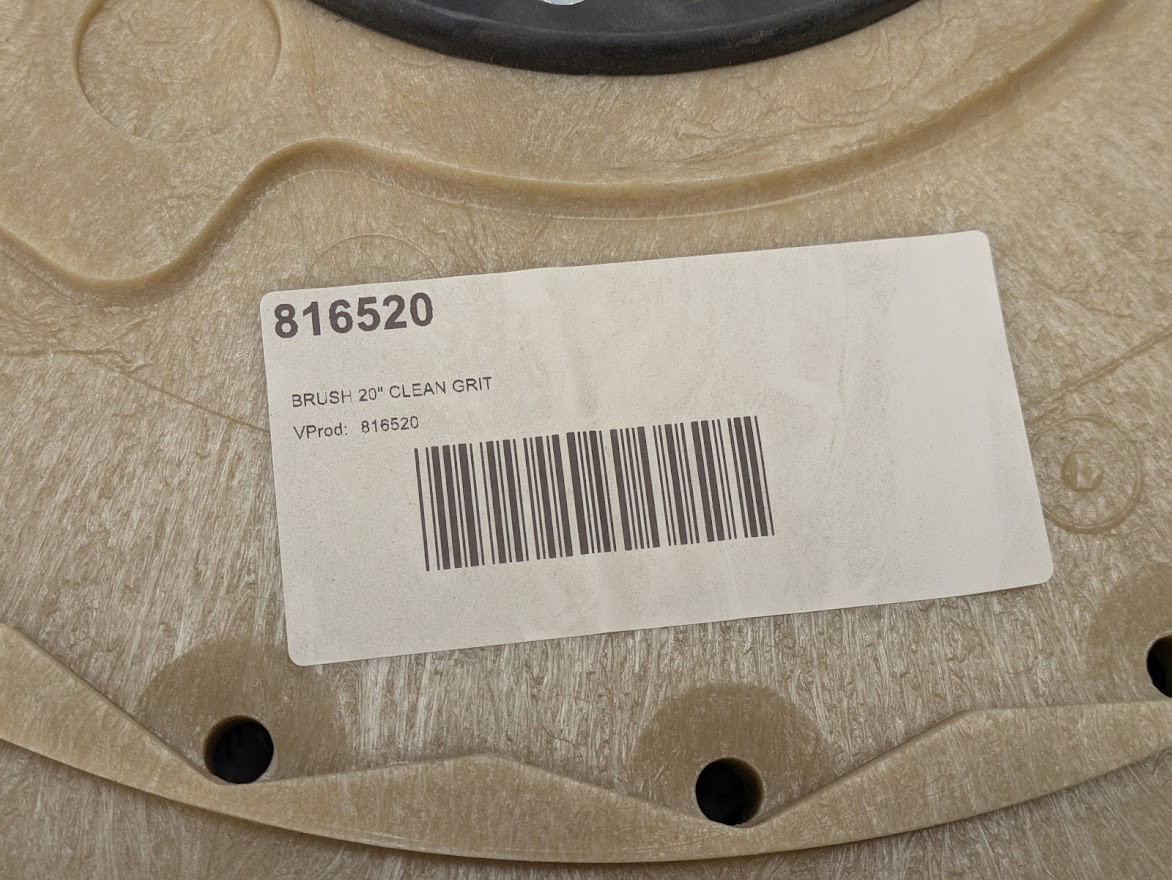 816520
BRUSH 20" CLEAN GRIT
VProd: 816520